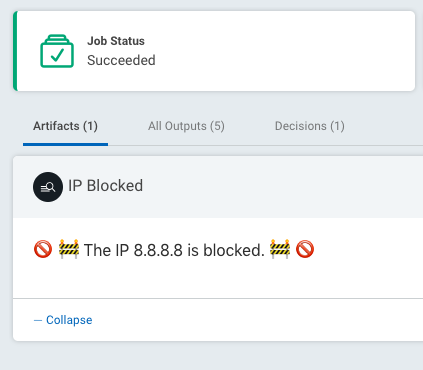 Job Status
Succeeded
Artifacts (1) All Outputs (5) Decisions (1)
IP Blocked
🚫 🚧 The IP 8.8.8.8 is blocked. 🚧 🚫
— Collapse